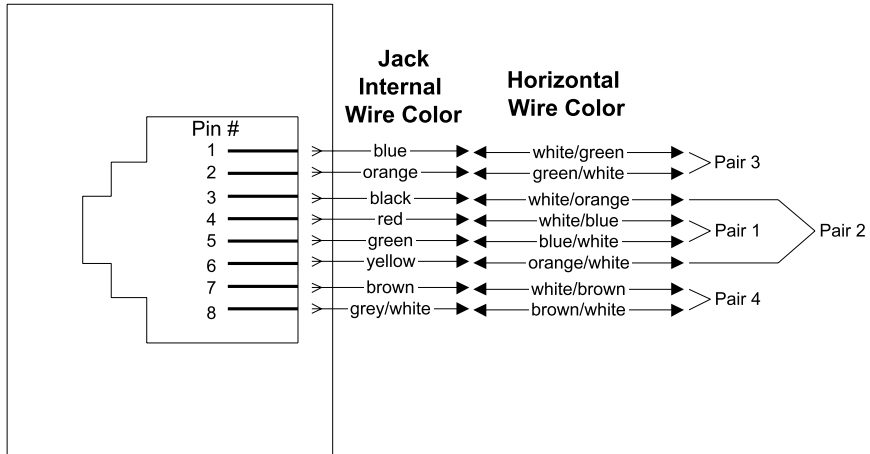 Jack
Internal
Wire Color
Horizontal
Wire Color
Pin #
1 blue white/green
2 orange green/white
Pair 3
3 black white/orange
4 red white/blue
5 green blue/white
Pair 1
Pair 2
6 yellow orange/white
7 brown white/brown
8 grey/white brown/white
Pair 4